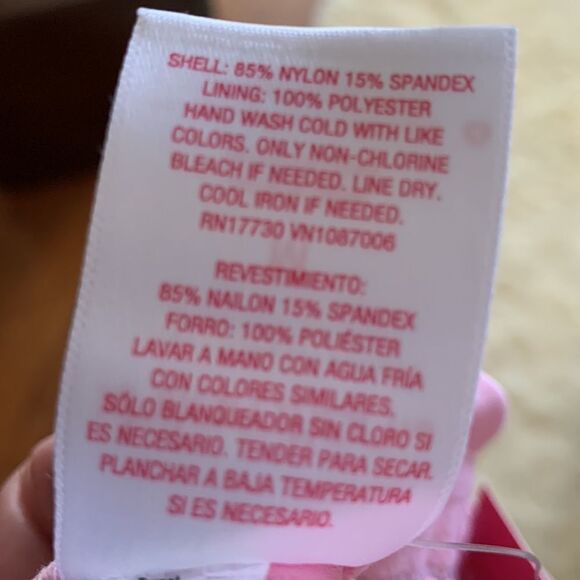 SHELL: 85% NYLON 15% SPANDEX
LINING: 100% POLYESTER
HAND WASH COLD WITH LIKE
COLORS. ONLY NON-CHLORINE
BLEACH IF NEEDED. LINE DRY.
COOL IRON IF NEEDED.
RN17730 VN1087006
REVESTIMIENTO:
85% NAILON 15% SPANDEX
FORRO: 100% POLIÉSTER
LAVAR A MANO CON AGUA FRÍA
CON COLORES SIMILARES.
SÓLO BLANQUEADOR SIN CLORO SI
ES NECESARIO. TENDER PARA SECAR.
PLANCHAR A BAJA TEMPERATURA
SI ES NECESARIO.